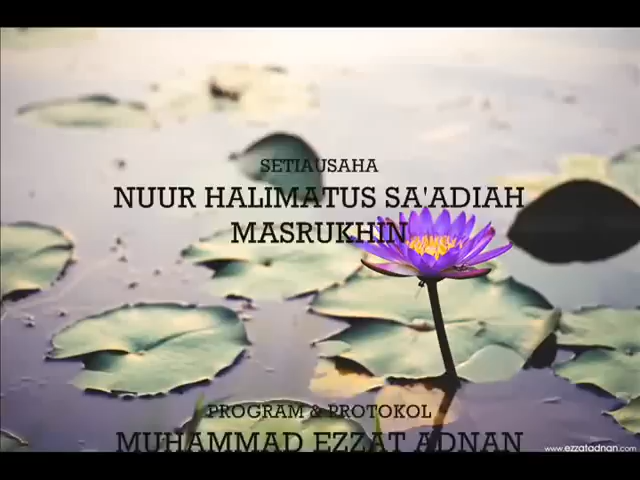 SETIAUSAHA
NUUR HALIMATUS SA'ADIAH
MASRUKHIN
PROGRAM & PROTOKOL
MUHAMMAD EZZAT ADNAN
www.ezzatadnan.com